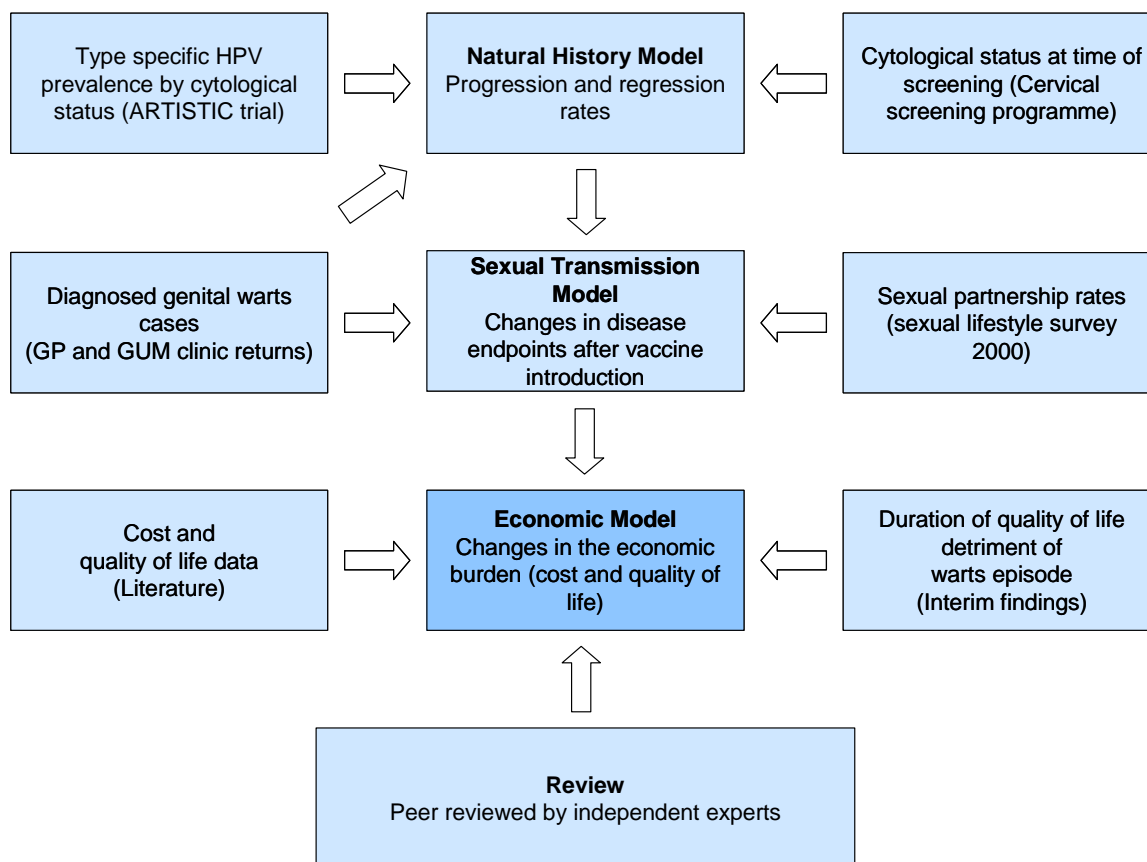 Type specific HPV
prevalence by cytological
status (ARTISTIC trial)
Natural History Model
Progression and regression
rates
Cytological status at time of
screening (Cervical
screening programme)
Diagnosed genital warts
cases
(GP and GUM clinic returns)
Sexual Transmission
Model
Changes in disease
endpoints after vaccine
introduction
Sexual partnership rates
(sexual lifestyle survey
2000)
Cost and
quality of life data
(Literature)
Economic Model
Changes in the economic
burden (cost and quality of
life)
Duration of quality of life
detriment of
warts episode
(Interim findings)
Review
Peer reviewed by independent experts